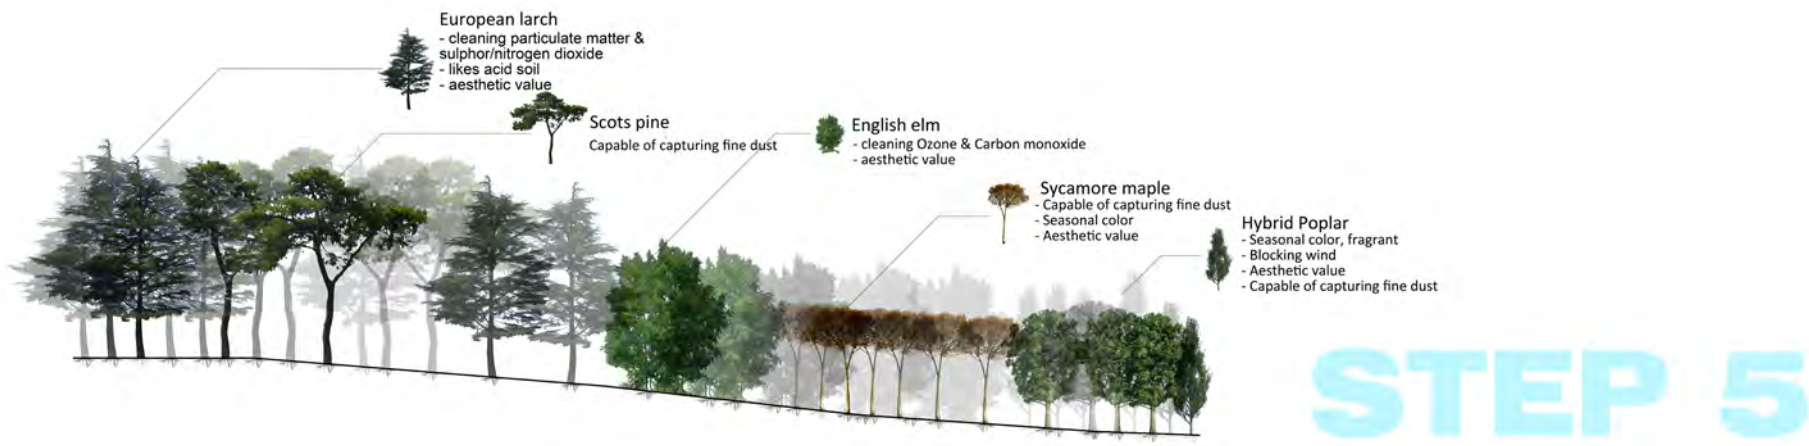 European larch
- cleaning particulate matter &
sulphor/nitrogen dioxide
- likes acid soil
- aesthetic value
Scots pine
Capable of capturing fine dust
English elm
- cleaning Ozone & Carbon monoxide
- aesthetic value
Sycamore maple
- Capable of capturing fine dust
- Seasonal color
- Aesthetic value
Hybrid Poplar
- Seasonal color, fragrant
- Blocking wind
- Aesthetic value
- Capable of capturing fine dust
STEP 5